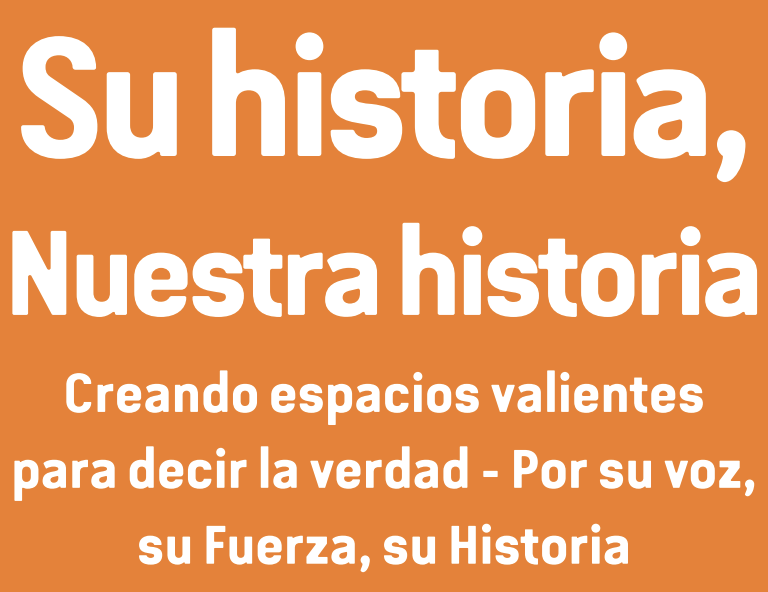 Su historia,
Nuestra historia
Creando espacios valientes
para decir la verdad - Por su voz,
su Fuerza, su Historia